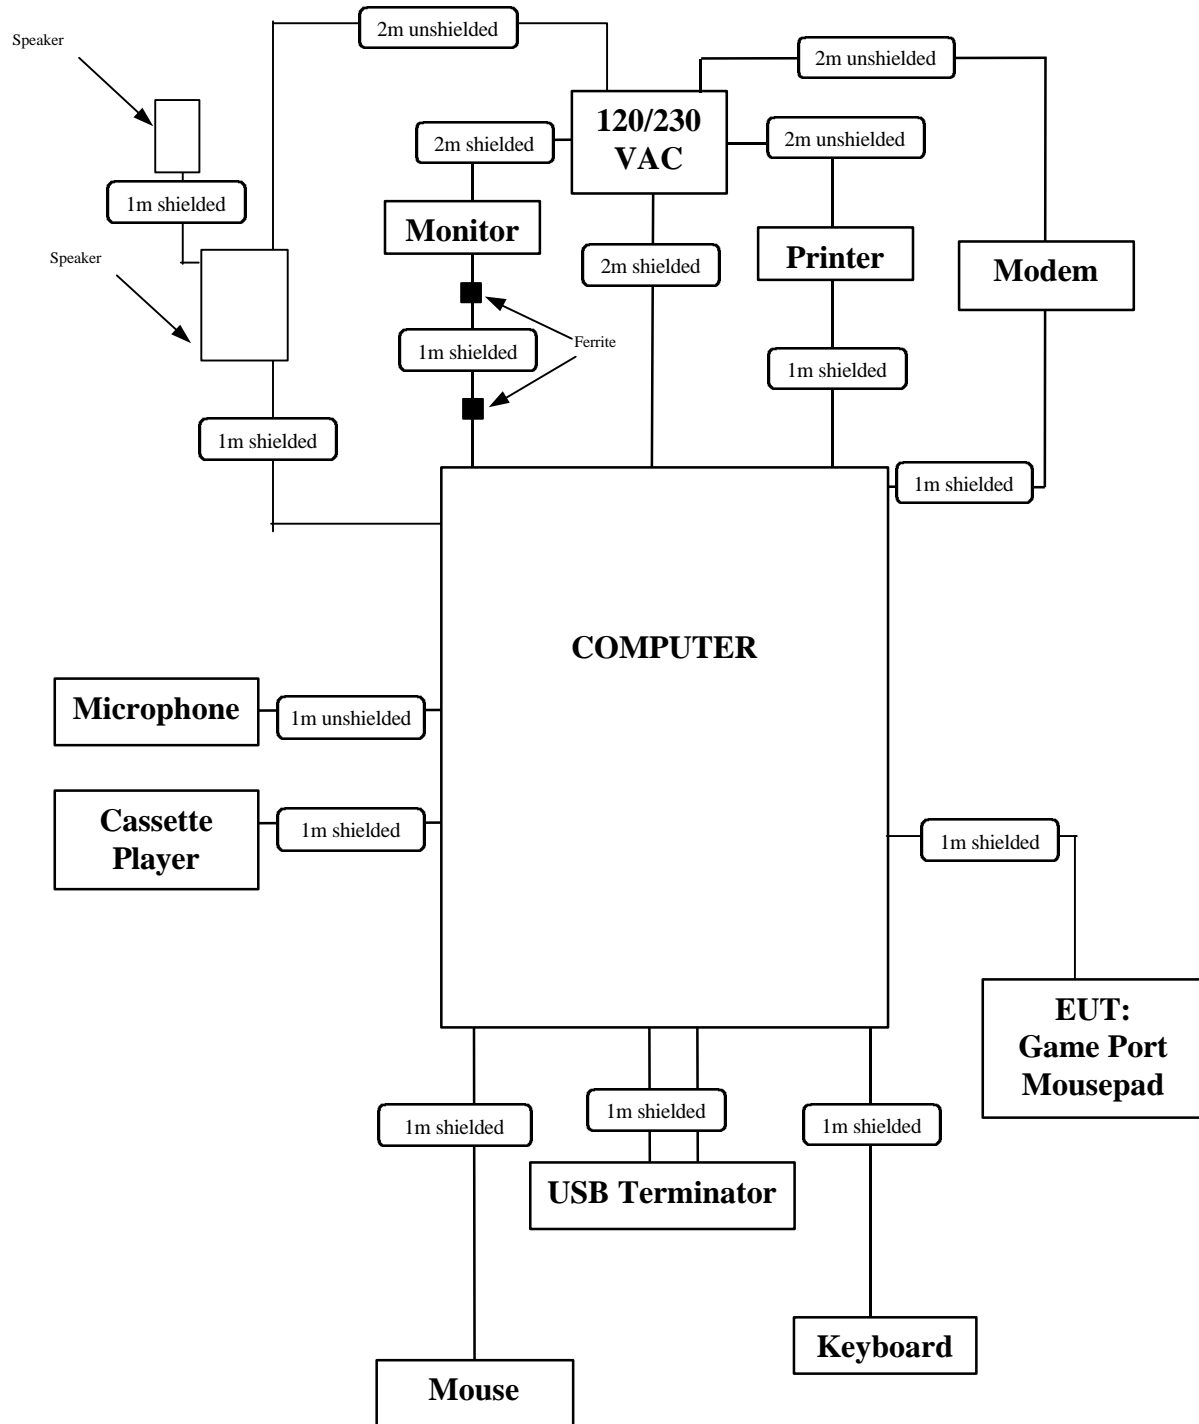 2m unshielded
Speaker
2m unshielded
120/230
VAC
2m shielded
2m unshielded
1m shielded
Monitor
Printer
Speaker
2m shielded
Modem
Ferrite
1m shielded
1m shielded
1m shielded
1m shielded
COMPUTER
Microphone
1m unshielded
Cassette
Player
1m shielded
1m shielded
EUT:
Game Port
Mousepad
1m shielded
1m shielded
1m shielded
USB Terminator
Keyboard
Mouse